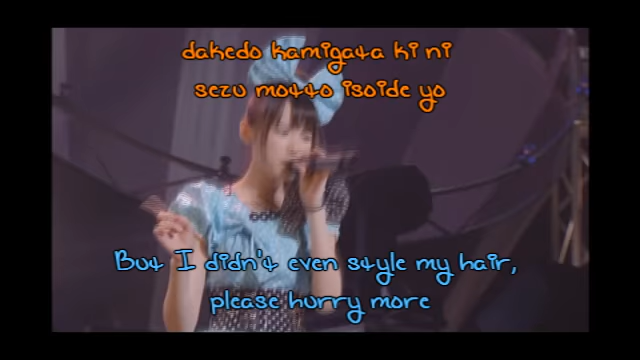 dakedo kamigata ki ni
sezu motto isoide yo
But I didn't even style my hair,
please hurry more